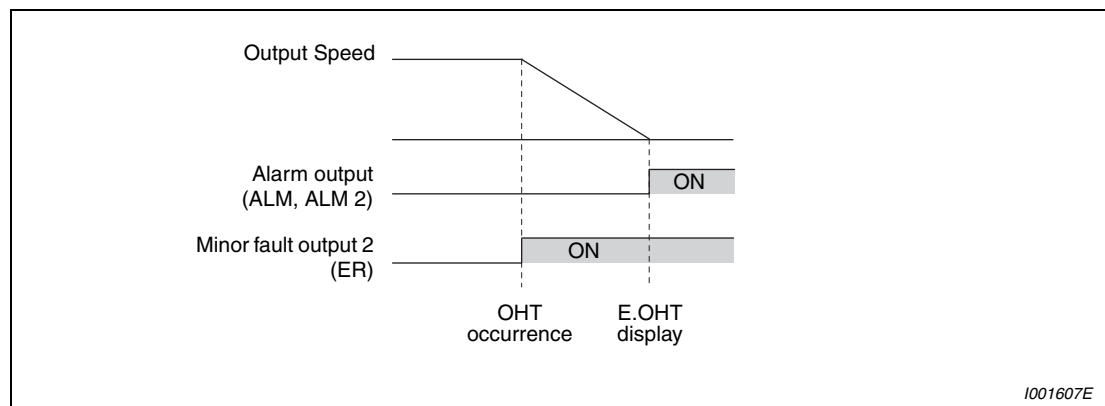 Output Speed
Alarm output
(ALM, ALM 2)
ON
Minor fault output 2
(ER)
ON
OHT
occurrence
E.OHT
display
I001607E